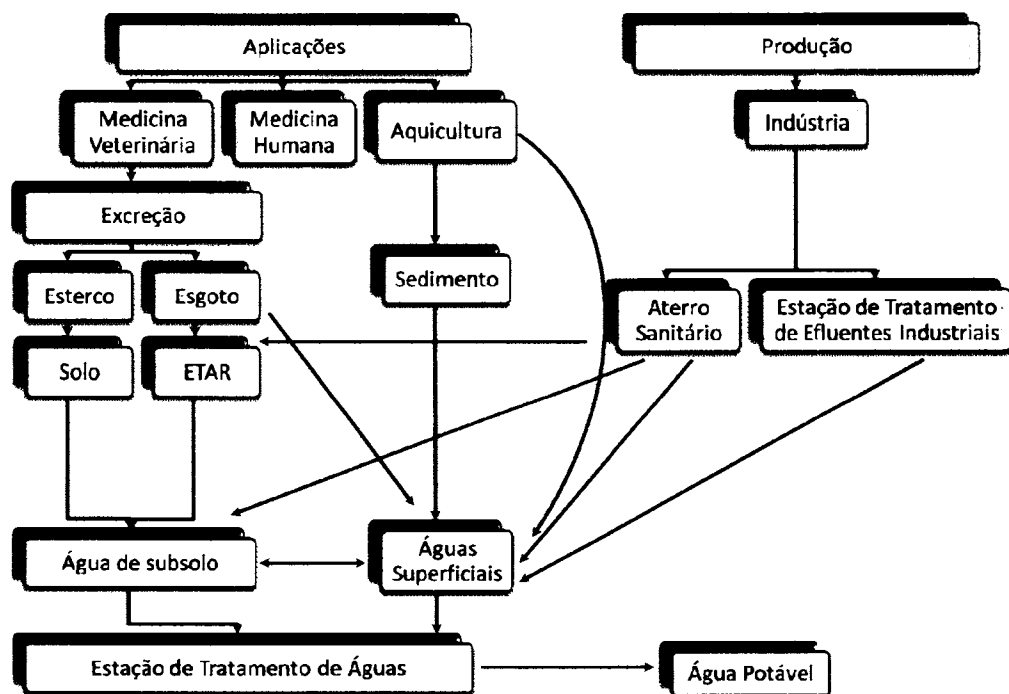 Aplicações
Produção
Medicina
Veterinária
Medicina
Humana
Aquicultura
Indústria
Excreção
Esterco
Esgoto
Sedimento
Aterro
Sanitário
Estação de Tratamento
de Efluentes Industriais
Solo
ETAR
Água de subsolo
Águas
Superficiais
Estação de Tratamento de Águas
Água Potável